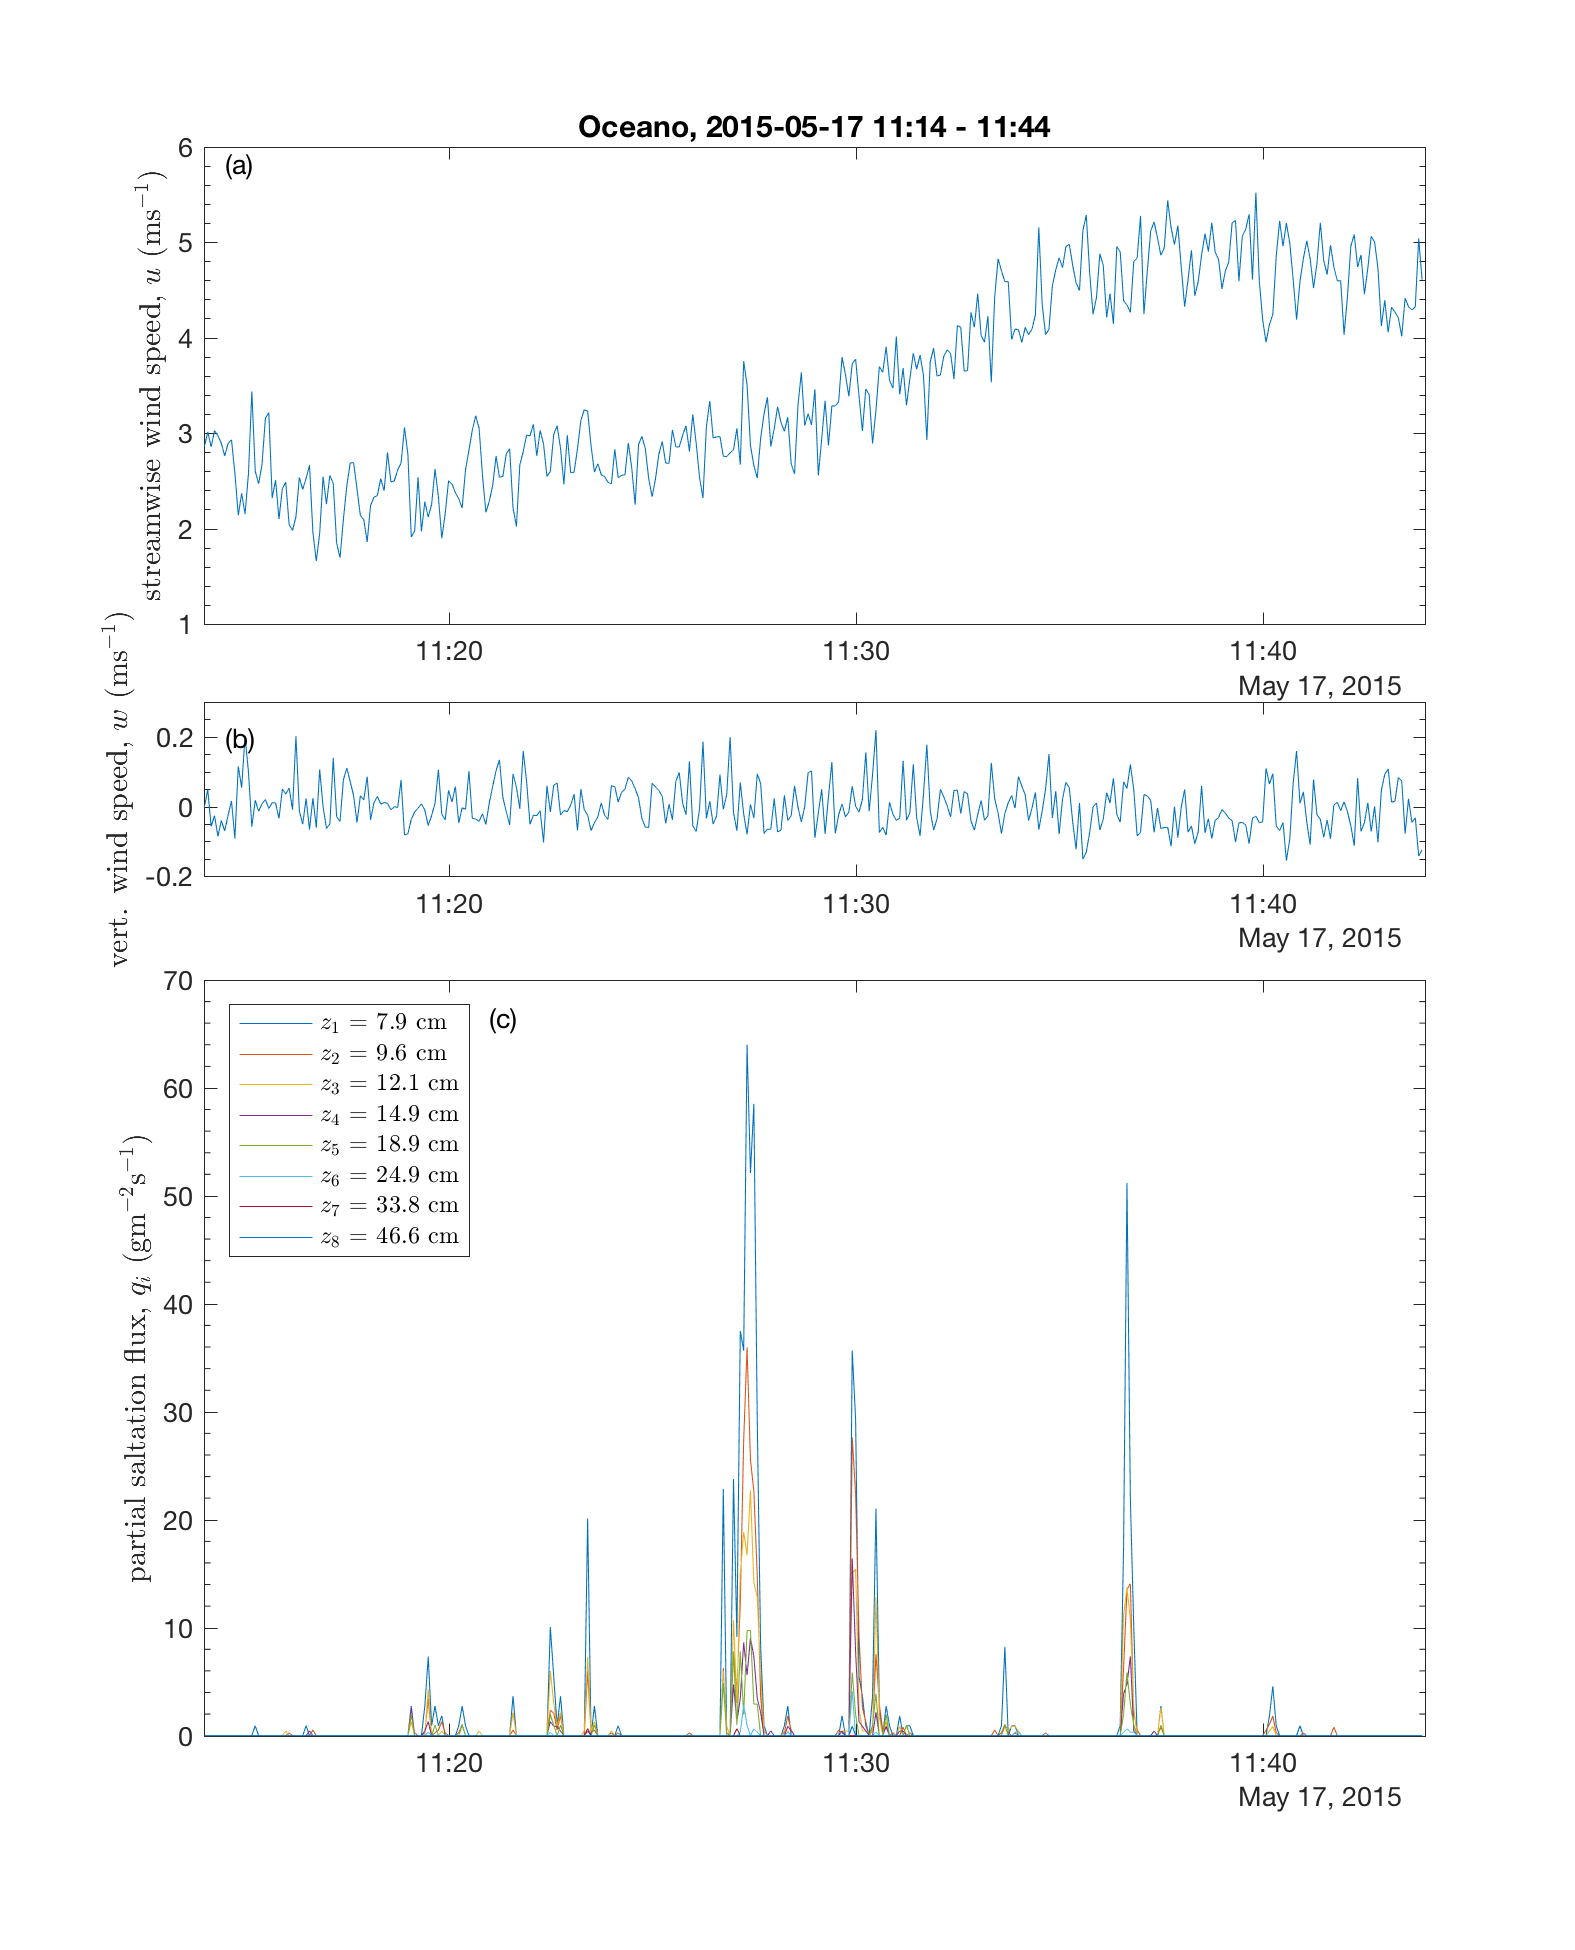 Oceano, 2015-05-17 11:14 - 11:44
(a)
streamwise wind speed, u (ms⁻¹)
6
5
4
3
2
1
11:20 11:30 11:40
May 17, 2015
(b)
vert. wind speed, w (ms⁻¹)
0.2
0
-0.2
11:20 11:30 11:40
May 17, 2015
(c)
partial saltation flux, qᵢ (gm⁻²s⁻¹)
70
60
50
40
30
20
10
0
z₁ = 7.9 cm
z₂ = 9.6 cm
z₃ = 12.1 cm
z₄ = 14.9 cm
z₅ = 18.9 cm
z₆ = 24.9 cm
z₇ = 33.8 cm
z₈ = 46.6 cm
11:20 11:30 11:40
May 17, 2015